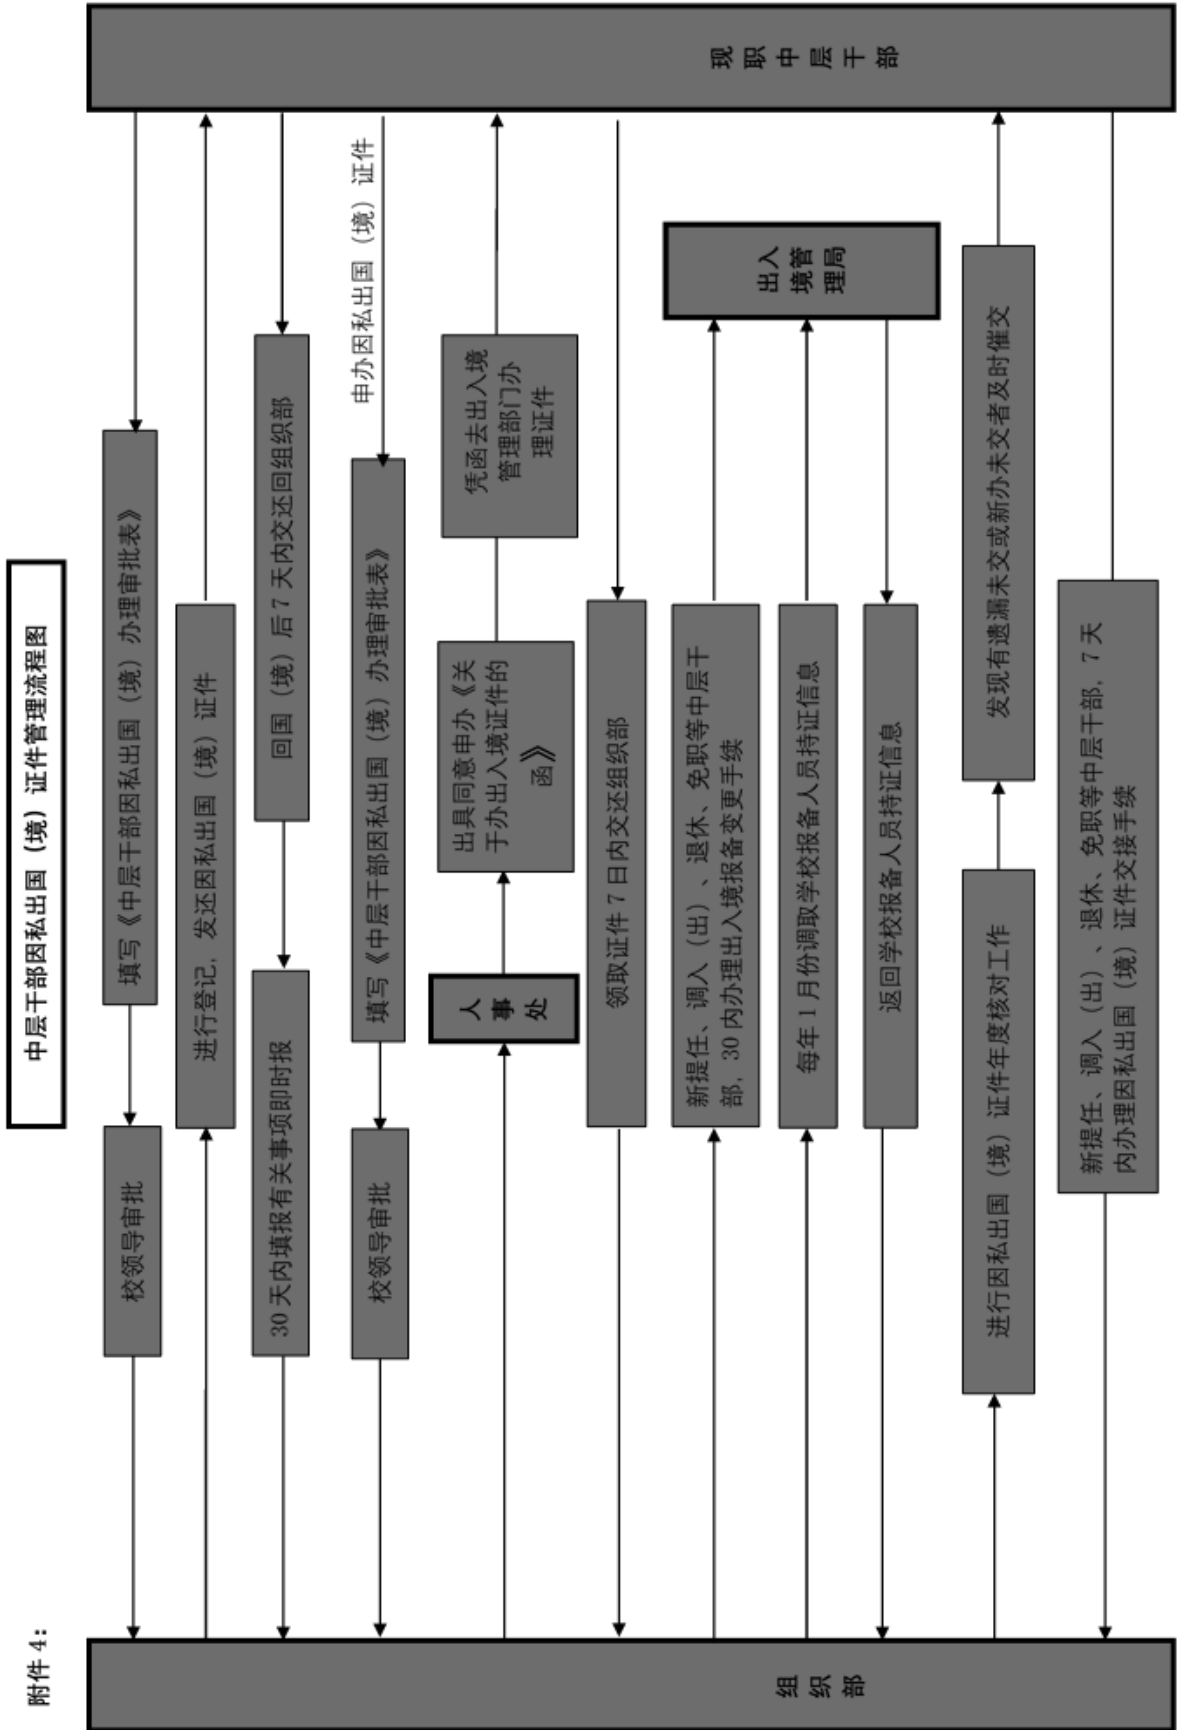 附件 4：
中层干部因私出国（境）证件管理流程图
组织部
现职中层干部
校领导审批
填写《中层干部因私出国（境）办理审批表》
进行登记，发还因私出国（境）证件
30 天内填报有关事项即时报
回国（境）后 7 天内交还组织部
申办因私出国（境）证件
校领导审批
填写《中层干部因私出国（境）办理审批表》
人事处
出具同意申办《关
于办出入境证件的
函》》
凭函去出入境
管理部门办
理证件
领取证件 7 日内交还组织部
新提任、调入（出）、退休、免职等中层干
部，30 内办理出入境报备变更手续
出入
境管
理局
每年 1 月份调取学校报备人员持证信息
返回学校报备人员持证信息
进行因私出国（境）证件年度核对工作
发现有遗漏未交或新办未交者及时催交
新提任、调入（出）、退休、免职等中层干部，7 天
内办理因私出国（境）证件交接手续